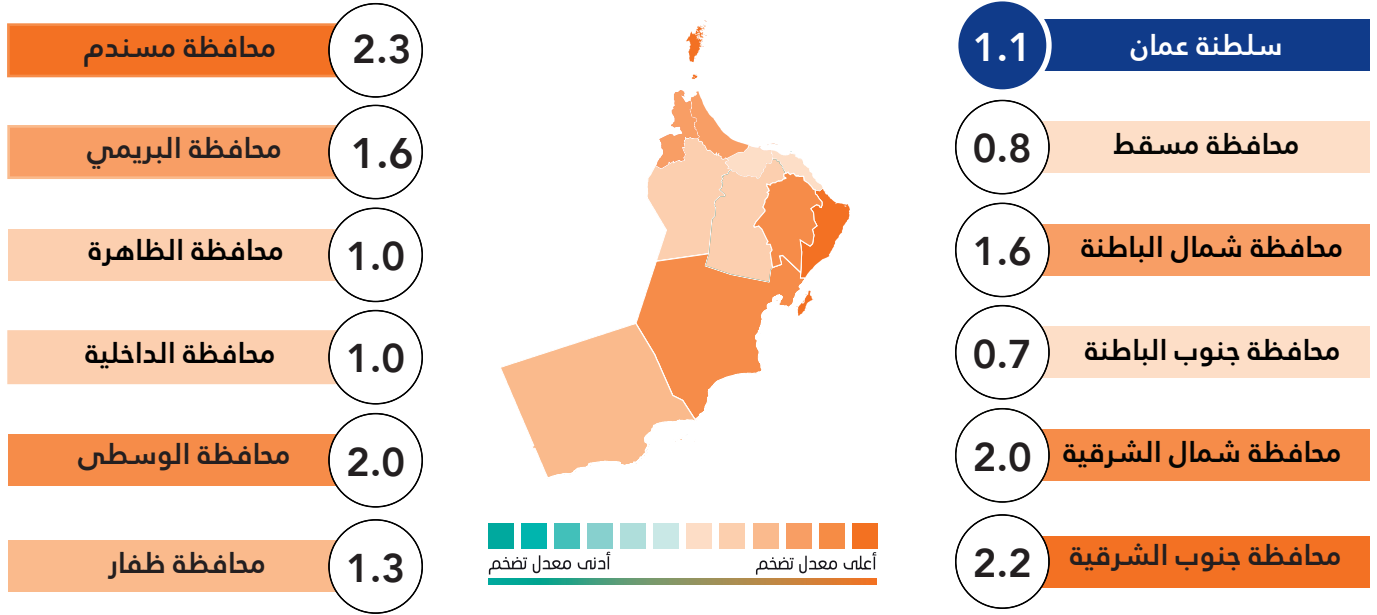 سلطنة عمان
1.1
محافظة مسقط
0.8
محافظة شمال الباطنة
1.6
محافظة جنوب الباطنة
0.7
محافظة شمال الشرقية
2.0
محافظة جنوب الشرقية
2.2
محافظة مسندم
2.3
محافظة البريمي
1.6
محافظة الظاهرة
1.0
محافظة الداخلية
1.0
محافظة الوسطى
2.0
محافظة ظفار
1.3
أعلى معدل تضخم
أدنى معدل تضخم